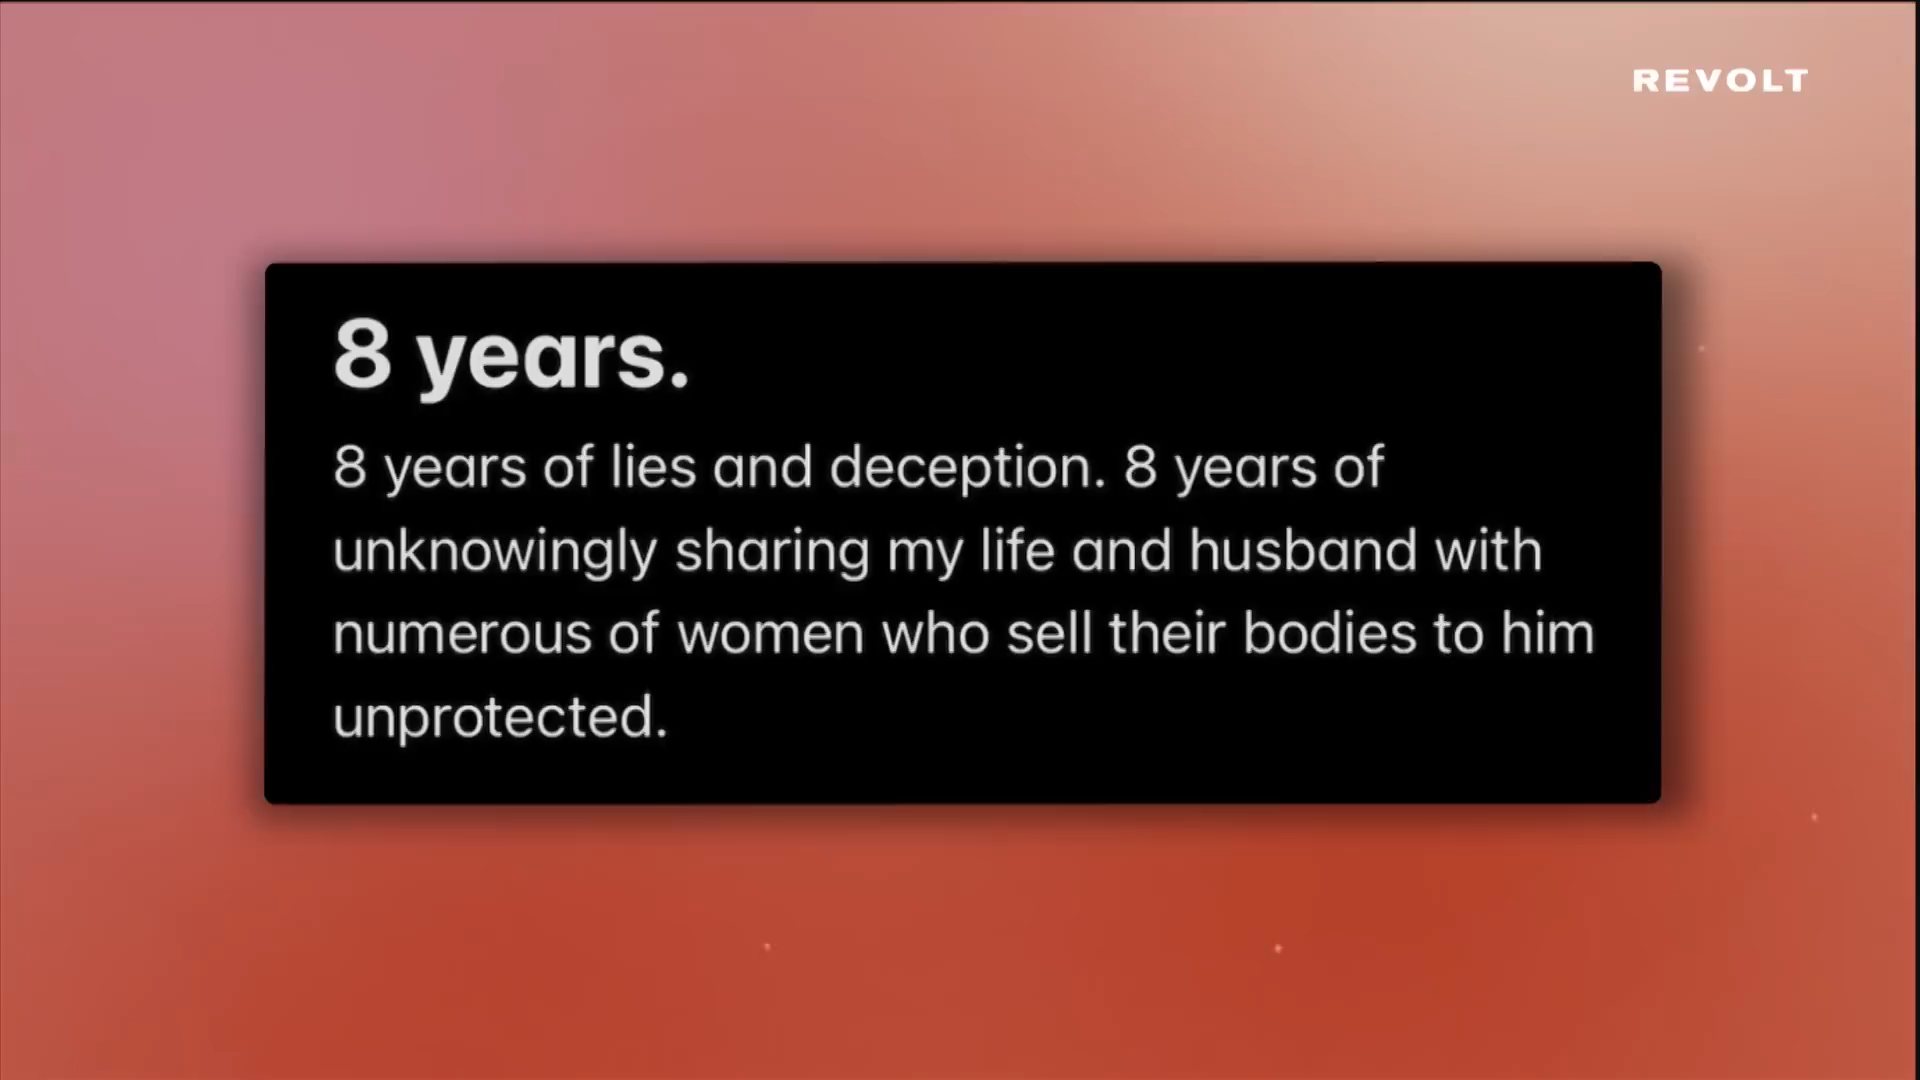 REVOLT
8 years.
8 years of lies and deception. 8 years of
unknowingly sharing my life and husband with
numerous of women who sell their bodies to him
unprotected.